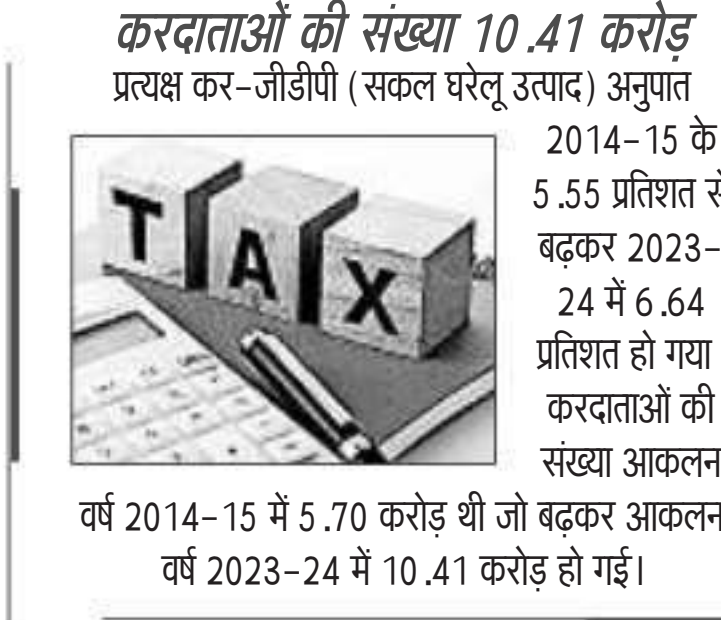 करदाताओं की संख्या 10.41 करोड़
प्रत्यक्ष कर-जीडीपी (सकल घरेलू उत्पाद) अनुपात
2014-15 के
5.55 प्रतिशत से
बढ़कर 2023-
24 में 6.64
प्रतिशत हो गया
करदाताओं की
संख्या आकलन
वर्ष 2014-15 में 5.70 करोड़ थी जो बढ़कर आकलन
वर्ष 2023-24 में 10.41 करोड़ हो गई।
TAX